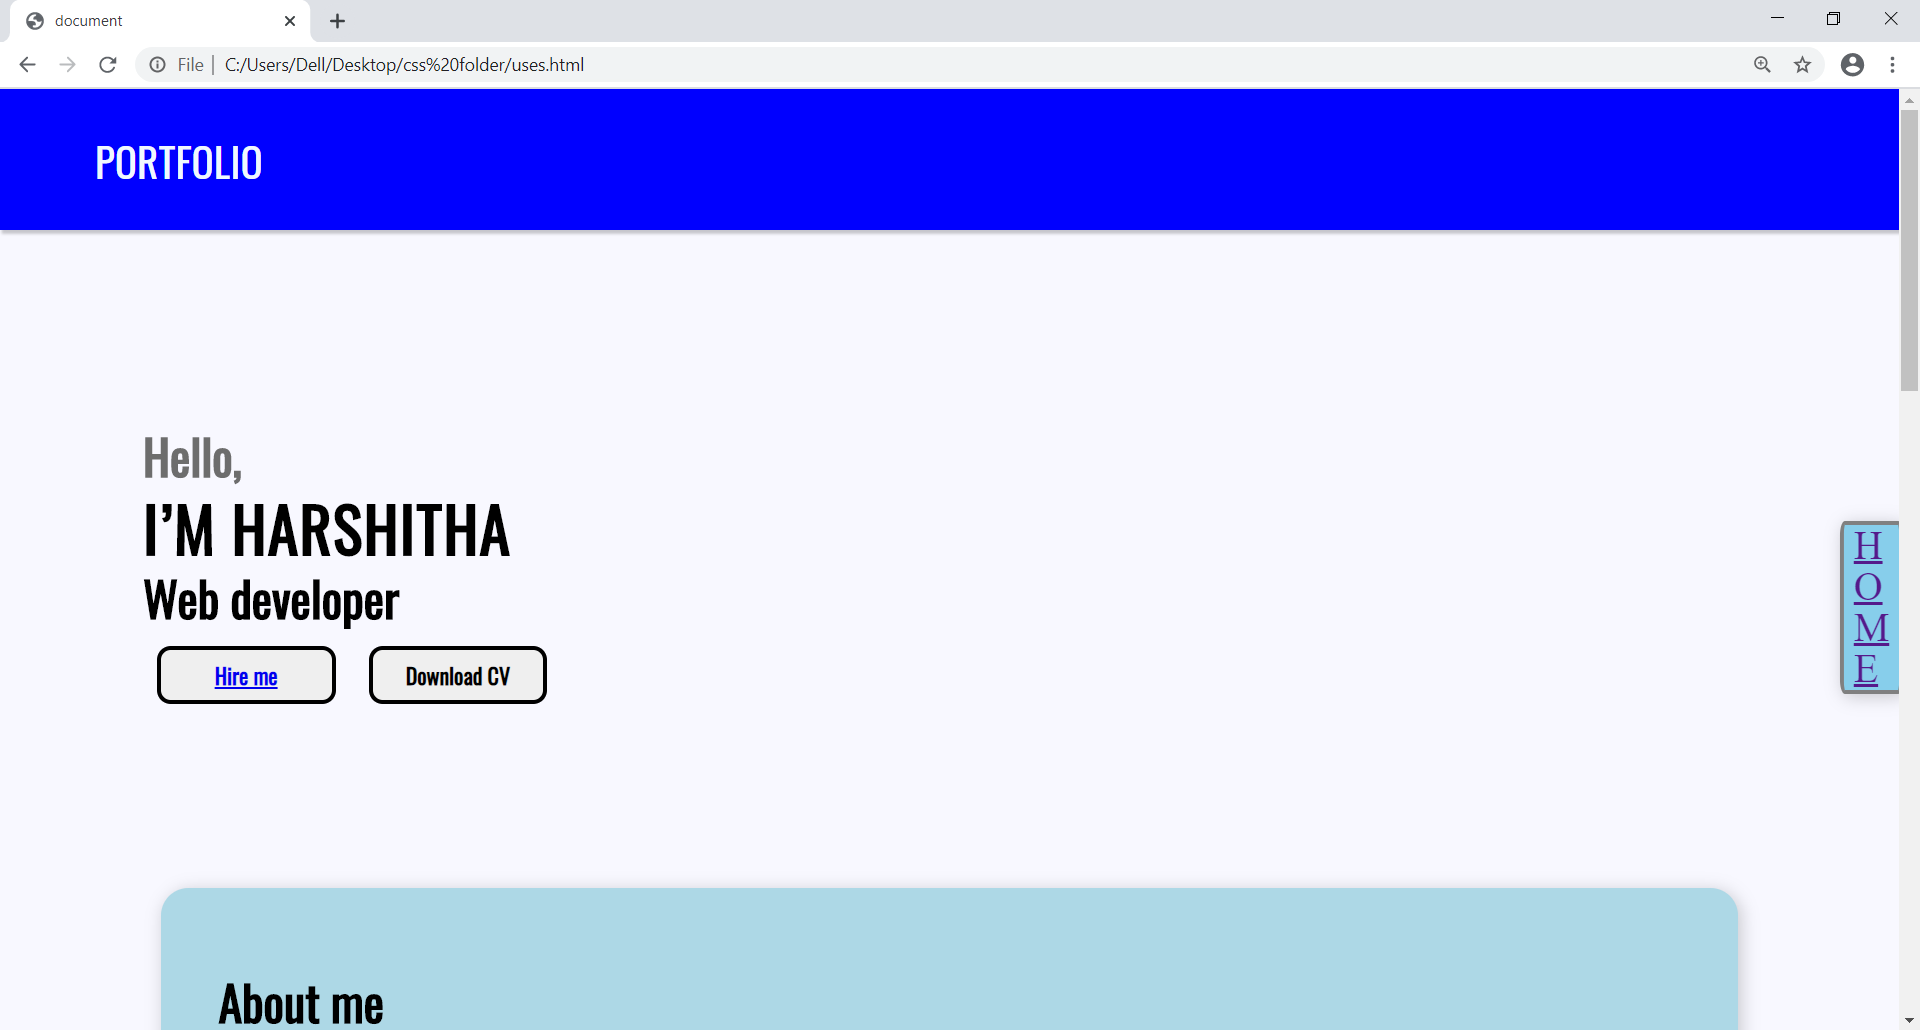 document
File
C:/Users/Dell/Desktop/css%20folder/uses.html
PORTFOLIO
Hello,
I’M HARSHITHA
Web developer
Hire me
Download CV
H
O
M
E
About me